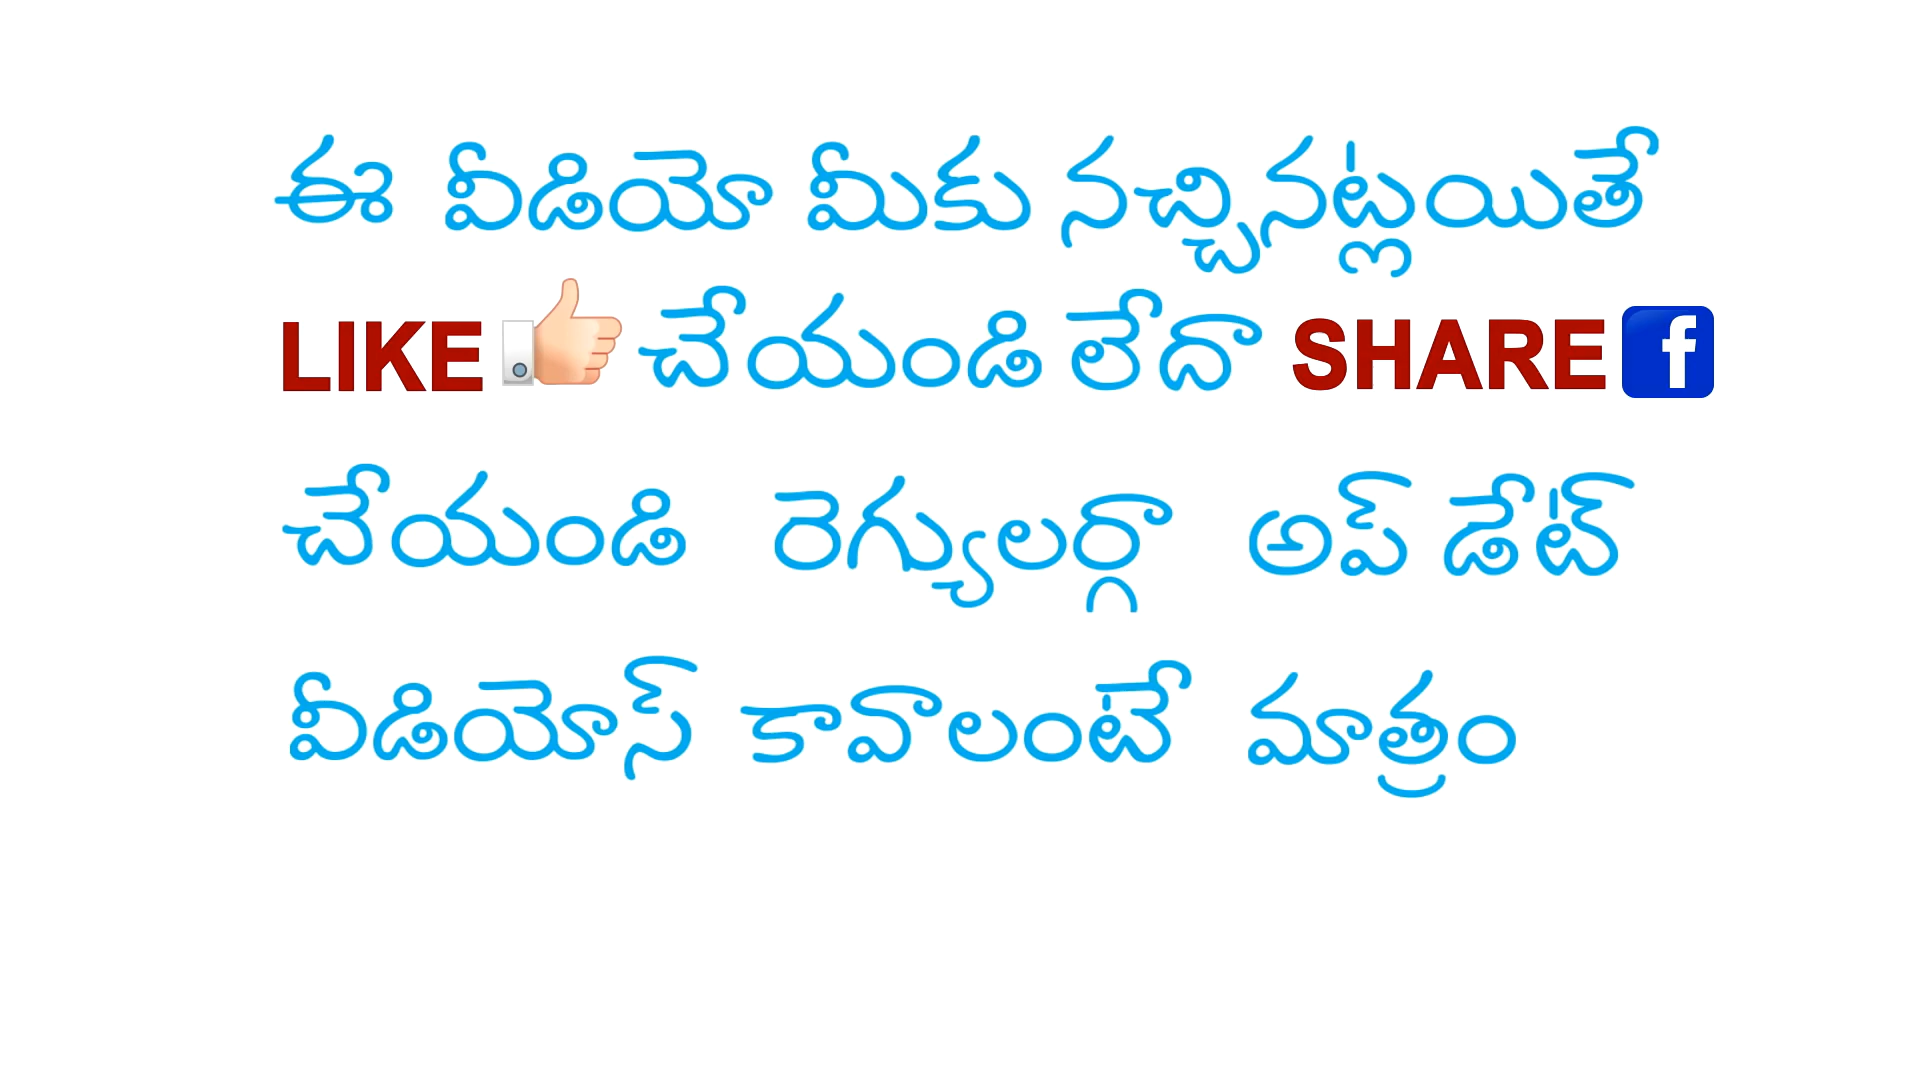 ఈ వీడియో మీకు నచ్చినట్లయితే
LIKE చేయండి లేదా SHARE f
చేయండి రెగ్యులర్గా అప్ డేట్
వీడియోస్ కావాలంటే మాత్రం